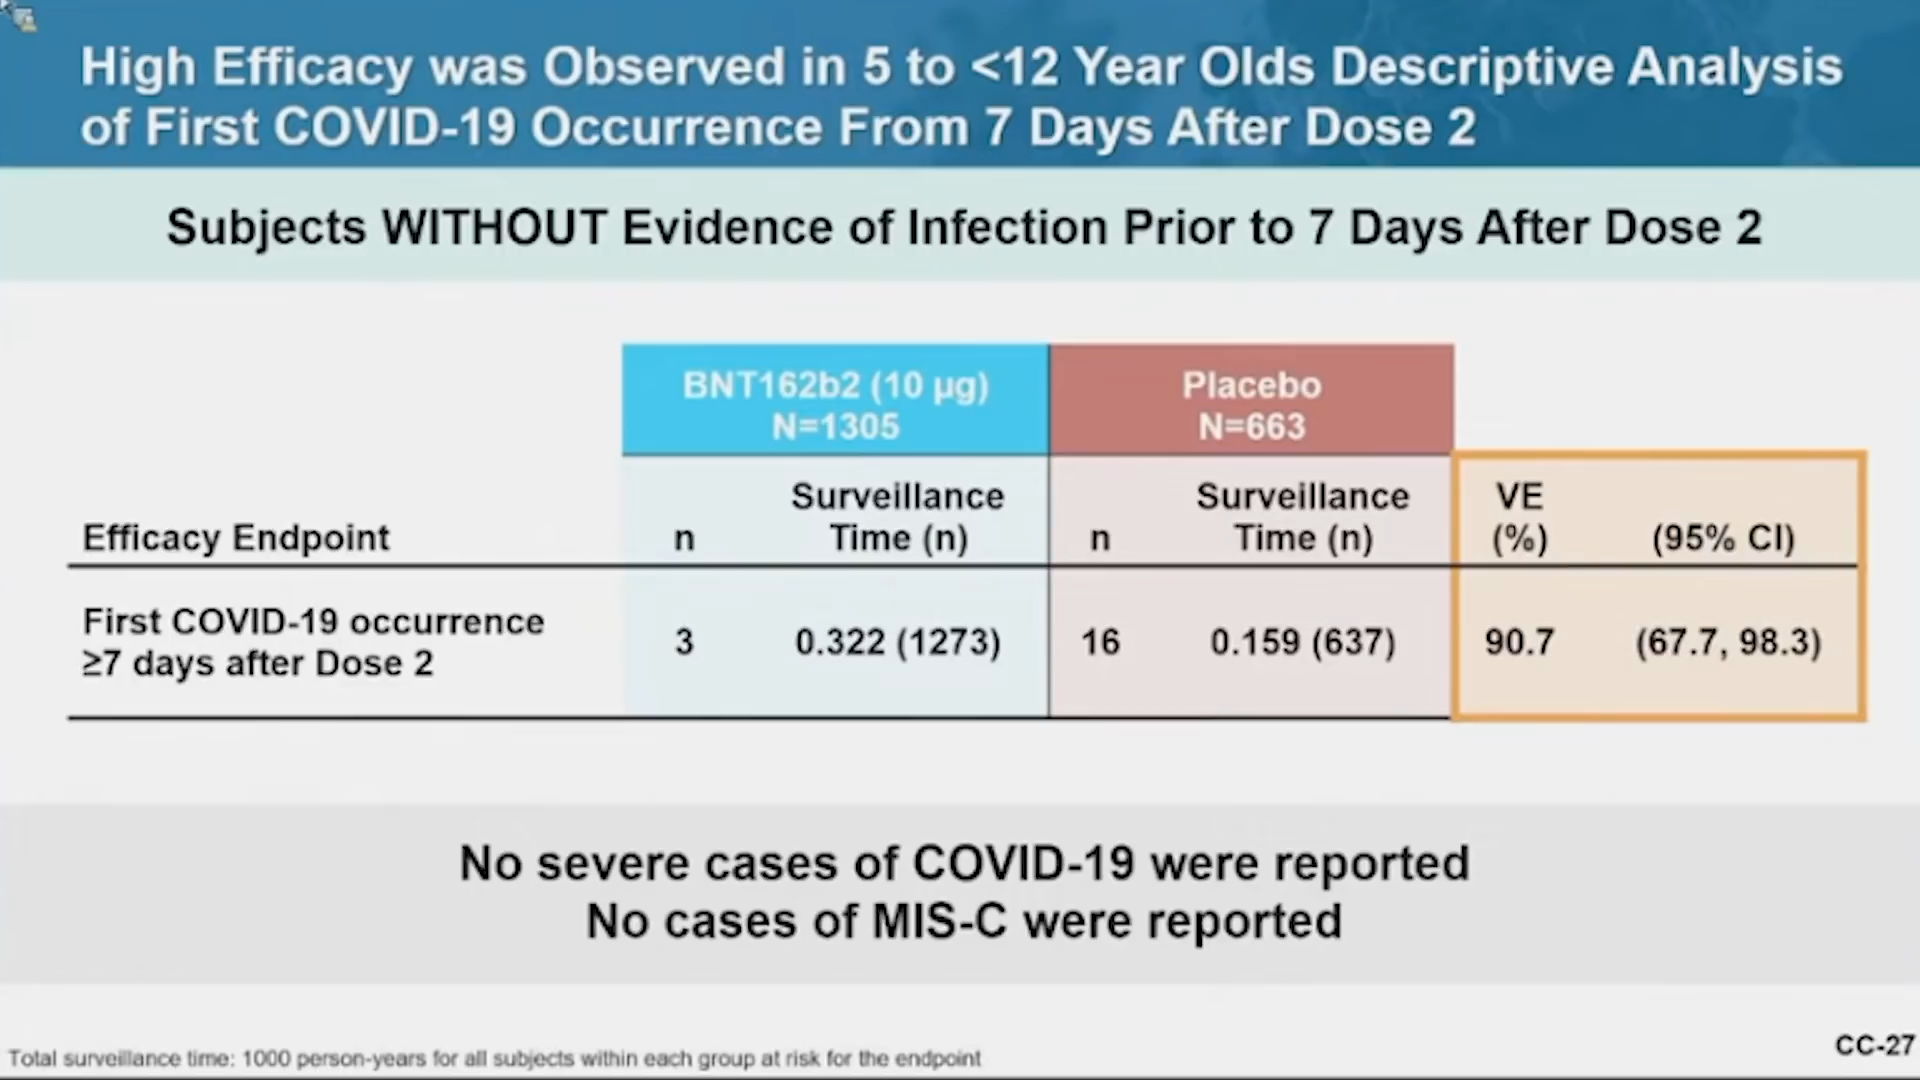 High Efficacy was Observed in 5 to <12 Year Olds Descriptive Analysis
of First COVID-19 Occurrence From 7 Days After Dose 2
Subjects WITHOUT Evidence of Infection Prior to 7 Days After Dose 2
BNT162b2 (10 µg)
N=1305
Placebo
N=663
Efficacy Endpoint
n
Surveillance
Time (n)
n
Surveillance
Time (n)
VE
(%)
(95% CI)
First COVID-19 occurrence
≥7 days after Dose 2
3
0.322 (1273)
16
0.159 (637)
90.7
(67.7, 98.3)
No severe cases of COVID-19 were reported
No cases of MIS-C were reported
Total surveillance time: 1000 person-years for all subjects within each group at risk for the endpoint
CC-27